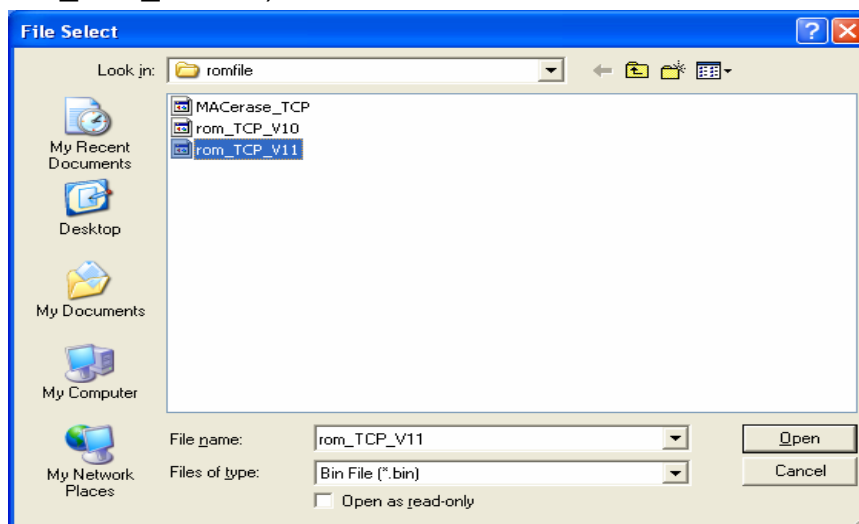 File Select
Look in:
romfile
MACerase_TCP
rom_TCP_V10
rom_TCP_V11
My Recent
Documents
Desktop
My Documents
My Computer
My Network
Places
File name:
rom_TCP_V11
Open
Files of type:
Bin File (*.bin)
Cancel
Open as read-only